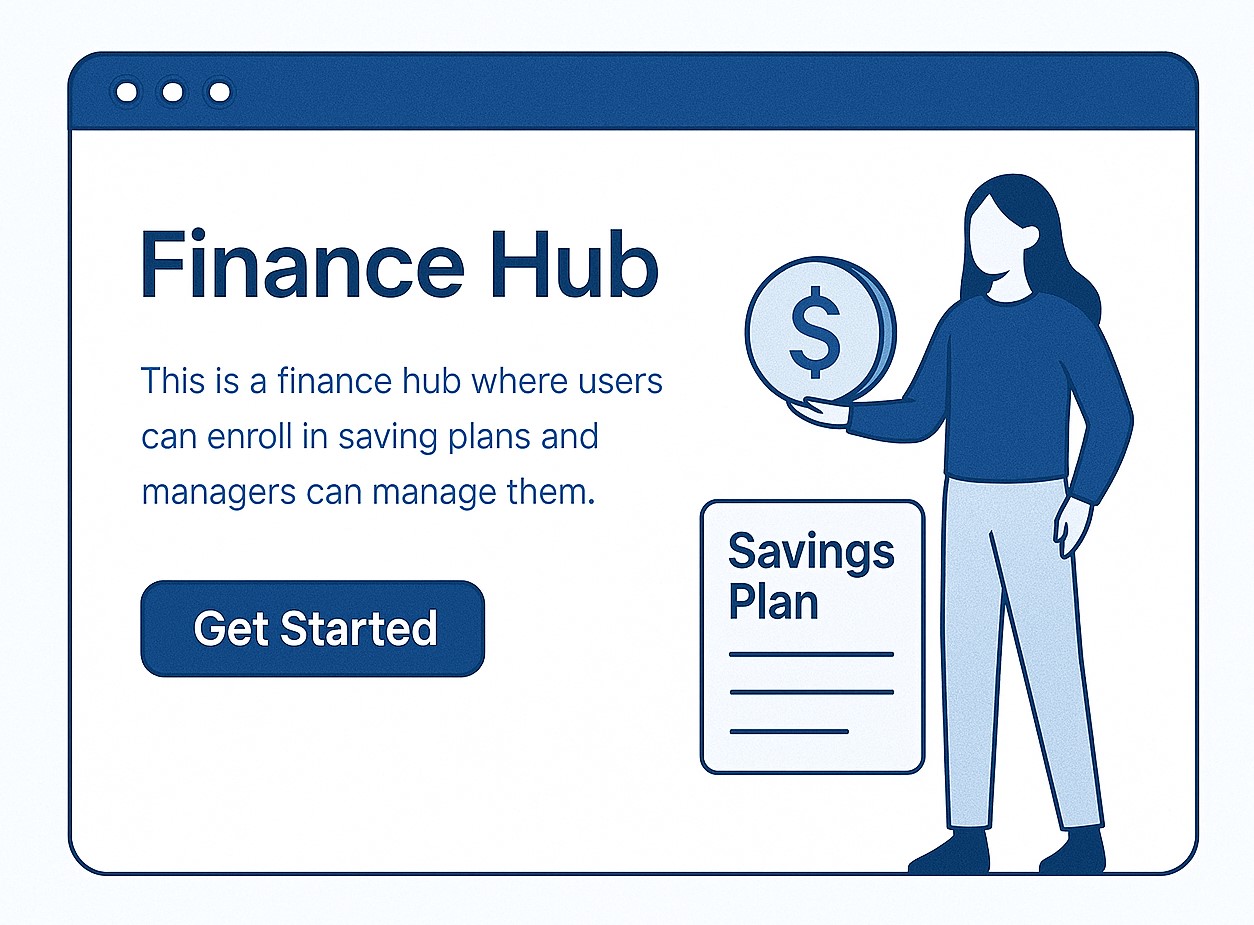 Finance Hub
This is a finance hub where users
can enroll in saving plans and
managers can manage them.
Get Started
$
Savings
Plan